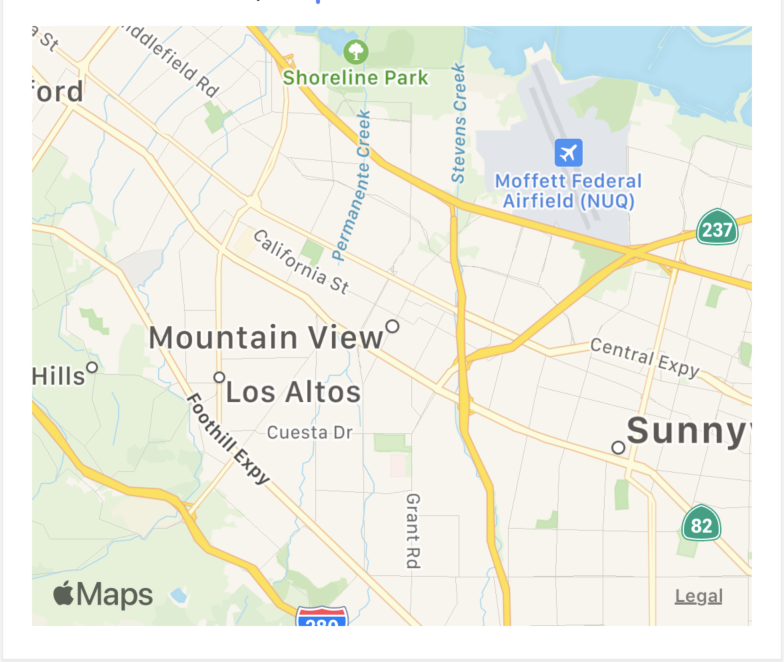 a St
iddlefield Rd
Shoreline Park
ford
Stevens Creek
Permanente Creek
Moffett Federal
Airfield (NUQ)
237
California St
Mountain View
Central Expy
Hills
Los Altos
Foothill Expy
Cuesta Dr
Sunny
Grant Rd
82
Maps
Legal
280